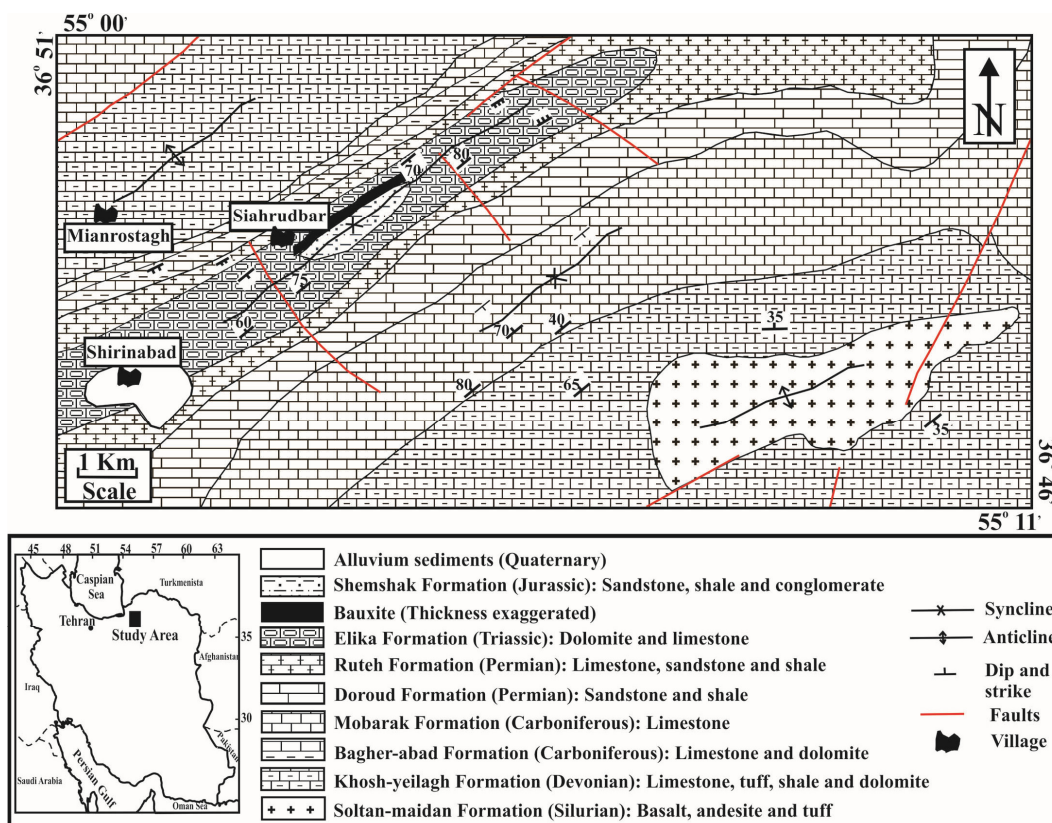 55° 00'
36° 51'
N
Mianrostagh
Siahrudbar
70
80
75
60
Shirinabad
70
40
35
80
65
35
1 Km
Scale
36° 46'
55° 11'
45 48 51 54 57 60 63
Caspian
Sea
Turkmenista
Tehran
Study Area
35
Afghanistan
Iraq
30
Pakistan
Saudi Arabia
Persian Gulf
Oman Sea
Alluvium sediments (Quaternary)
Shemshak Formation (Jurassic): Sandstone, shale and conglomerate
Bauxite (Thickness exaggerated)
Elika Formation (Triassic): Dolomite and limestone
Ruteh Formation (Permian): Limestone, sandstone and shale
Doroud Formation (Permian): Sandstone and shale
Mobarak Formation (Carboniferous): Limestone
Bagher-abad Formation (Carboniferous): Limestone and dolomite
Khosh-yeilagh Formation (Devonian): Limestone, tuff, shale and dolomite
Soltan-maidan Formation (Silurian): Basalt, andesite and tuff
Syncline
Anticline
Dip and
strike
Faults
Village